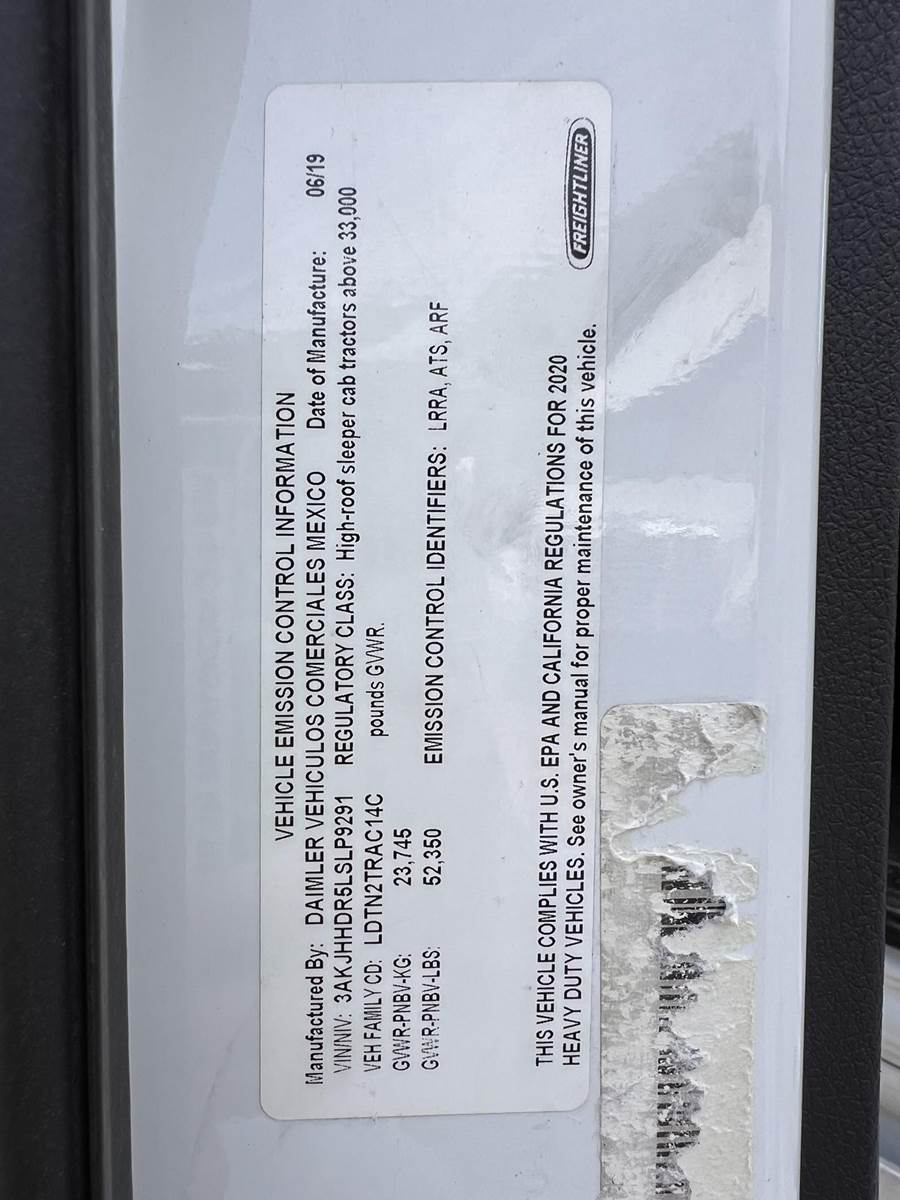 VEHICLE EMISSION CONTROL INFORMATION
Manufactured By: DAIMLER VEHICULOS COMERCIALES MEXICO Date of Manufacture: 06/19
VIN/NIV: 3AKJHHDR5LSLP9291 REGULATORY CLASS: High-roof sleeper cab tractors above 33,000
VEH FAMILY CD: LDTN2TRAC14C pounds GVWR.
GVWR-PNBV-KG: 23,745
GVWR-PNBV-LBS: 52,350 EMISSION CONTROL IDENTIFIERS: LRRA, ATS, ARF
THIS VEHICLE COMPLIES WITH U.S. EPA AND CALIFORNIA REGULATIONS FOR 2020
HEAVY DUTY VEHICLES. See owner's manual for proper maintenance of this vehicle.
FREIGHTLINER